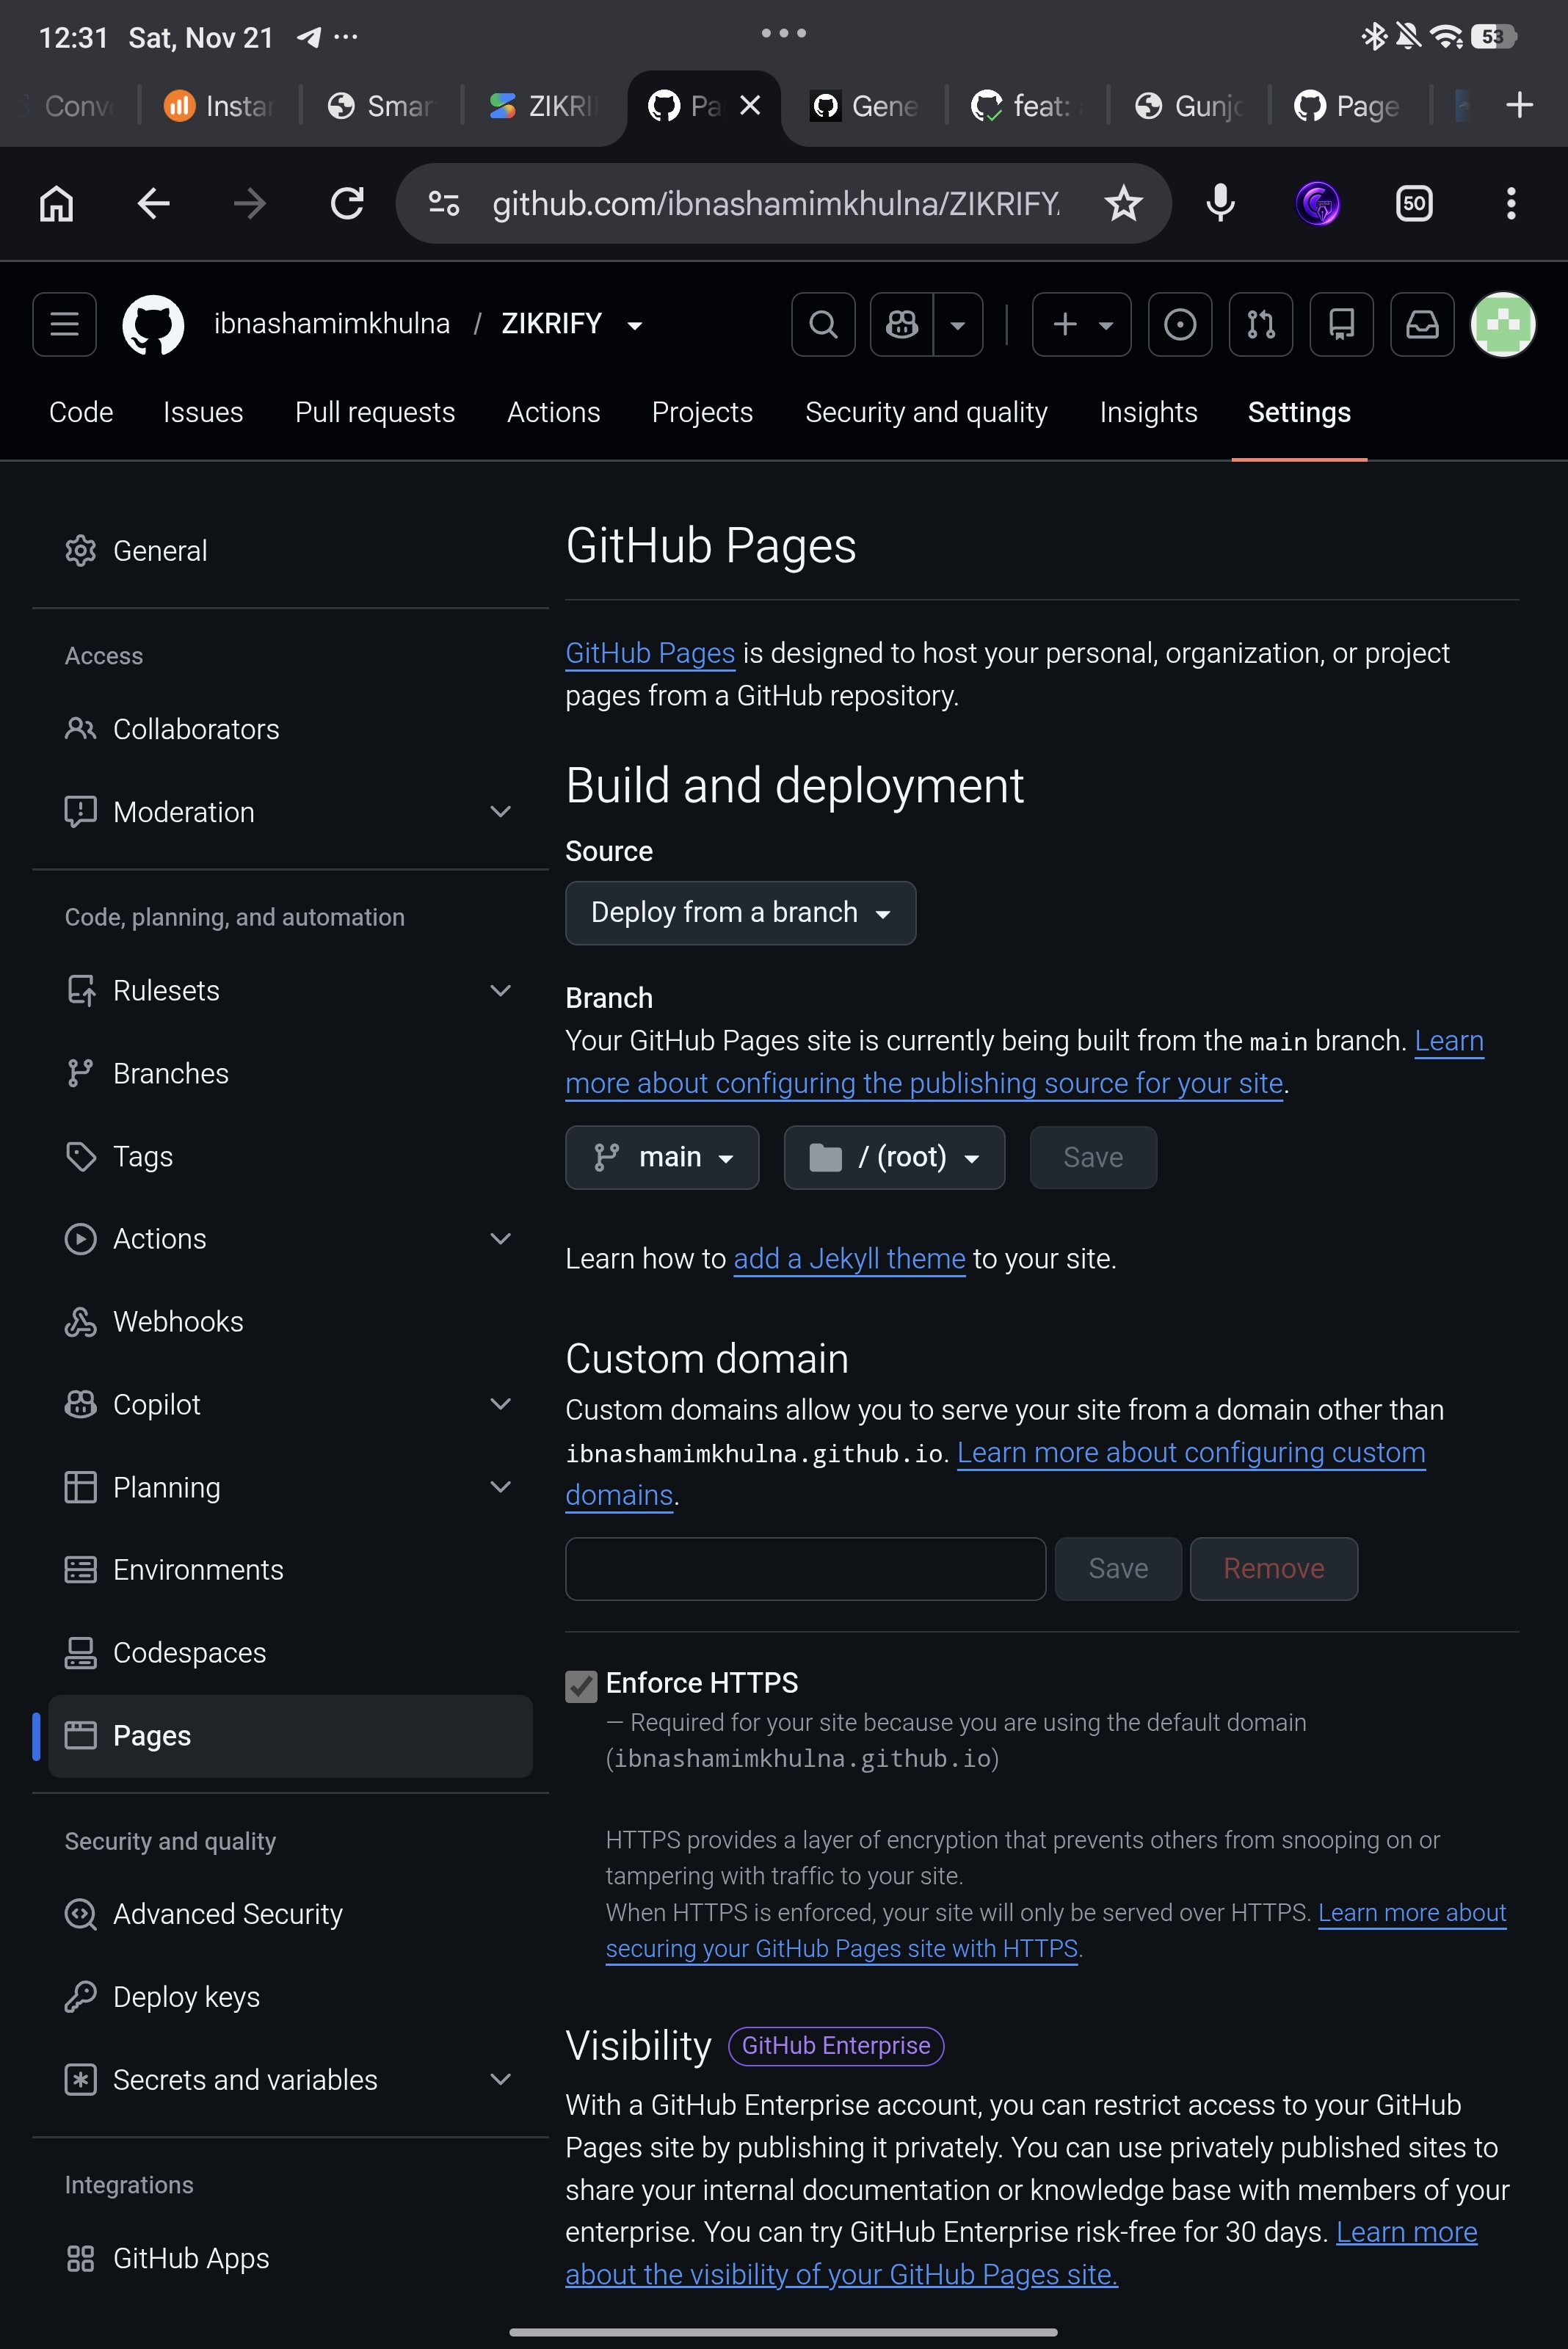 12:31 Sat, Nov 21
Instar
Smar
ZIKRI
Pa
Gene
feat:
Gunjo
Page
github.com/ibnashamimkhulna/ZIKRIFY
50
53
ibnashamimkhulna / ZIKRIFY
Code Issues Pull requests Actions Projects Security and quality Insights Settings
General
Access
Collaborators
Moderation
Code, planning, and automation
Rulesets
Branches
Tags
Actions
Webhooks
Copilot
Planning
Environments
Codespaces
Pages
Security and quality
Advanced Security
Deploy keys
Secrets and variables
Integrations
GitHub Apps
GitHub Pages
GitHub Pages is designed to host your personal, organization, or project
pages from a GitHub repository.
Build and deployment
Source
Deploy from a branch
Branch
Your GitHub Pages site is currently being built from the main branch. Learn
more about configuring the publishing source for your site.
main / (root) Save
Learn how to add a Jekyll theme to your site.
Custom domain
Custom domains allow you to serve your site from a domain other than
ibnashamimkhulna.github.io. Learn more about configuring custom
domains.
Save Remove
Enforce HTTPS
— Required for your site because you are using the default domain
(ibnashamimkhulna.github.io)
HTTPS provides a layer of encryption that prevents others from snooping on or
tampering with traffic to your site.
When HTTPS is enforced, your site will only be served over HTTPS. Learn more about
securing your GitHub Pages site with HTTPS.
Visibility GitHub Enterprise
With a GitHub Enterprise account, you can restrict access to your GitHub
Pages site by publishing it privately. You can use privately published sites to
share your internal documentation or knowledge base with members of your
enterprise. You can try GitHub Enterprise risk-free for 30 days. Learn more
about the visibility of your GitHub Pages site.